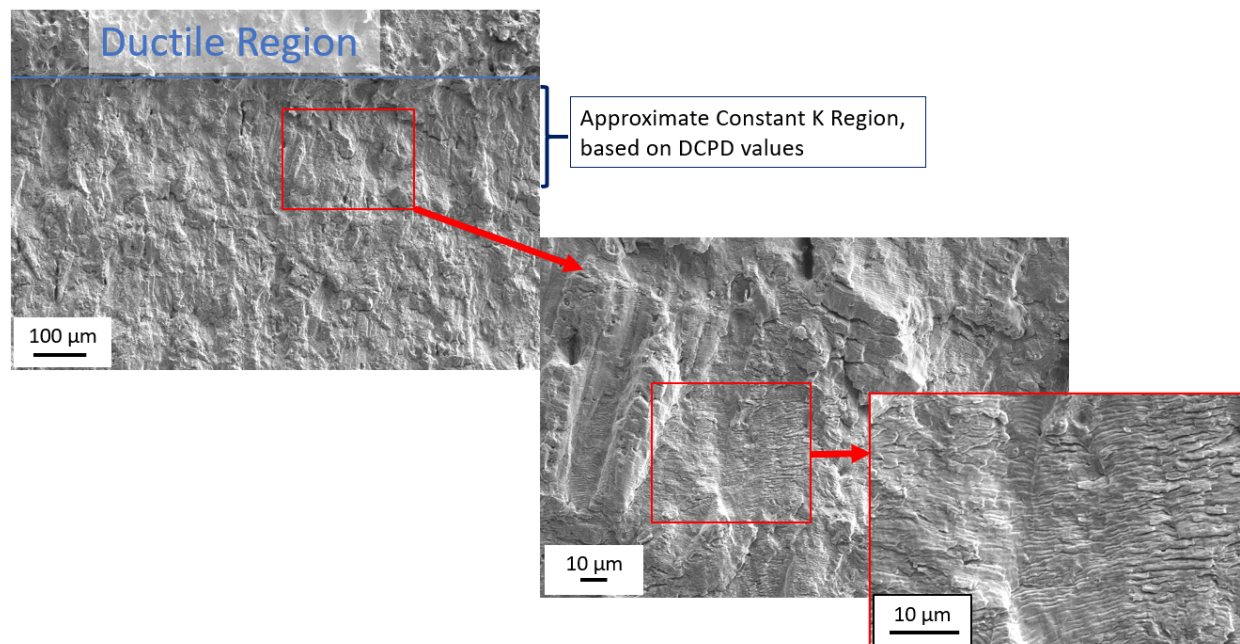 Ductile Region
Approximate Constant K Region,
based on DCPD values
100 µm
10 µm
10 µm